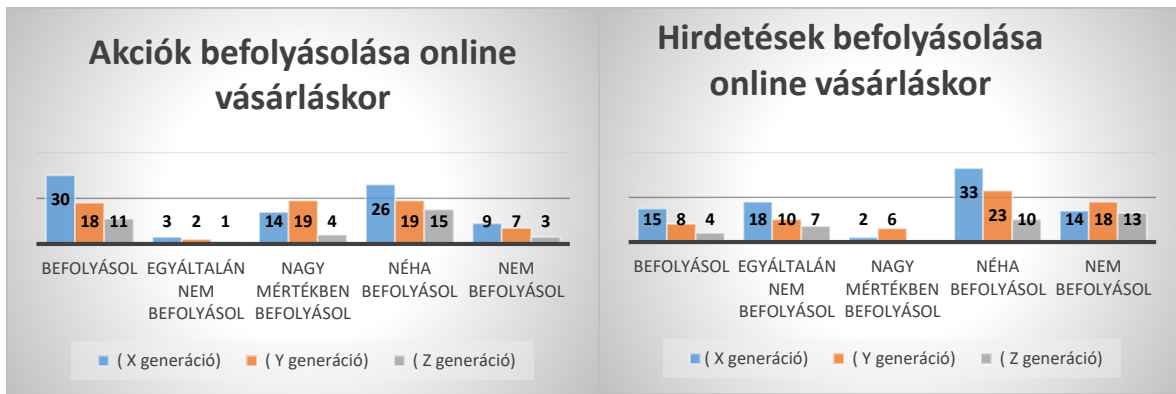 Akciók befolyásolása online
vásárláskor
30 18 11 3 2 1 14 19 4 26 19 15 9 7 3
BEFOLYÁSOL EGYÁLTALÁN NAGY NÉHA NEM
NEM MÉRTÉKBEN BEFOLYÁSOL BEFOLYÁSOL
BEFOLYÁSOL BEFOLYÁSOL
( X generáció) ( Y generáció) ( Z generáció)
Hirdetések befolyásolása
online vásárláskor
15 8 4 18 10 7 2 6 33 23 10 14 18 13
BEFOLYÁSOL EGYÁLTALÁN NAGY NÉHA NEM
NEM MÉRTÉKBEN BEFOLYÁSOL BEFOLYÁSOL
BEFOLYÁSOL BEFOLYÁSOL
( X generáció) ( Y generáció) ( Z generáció)